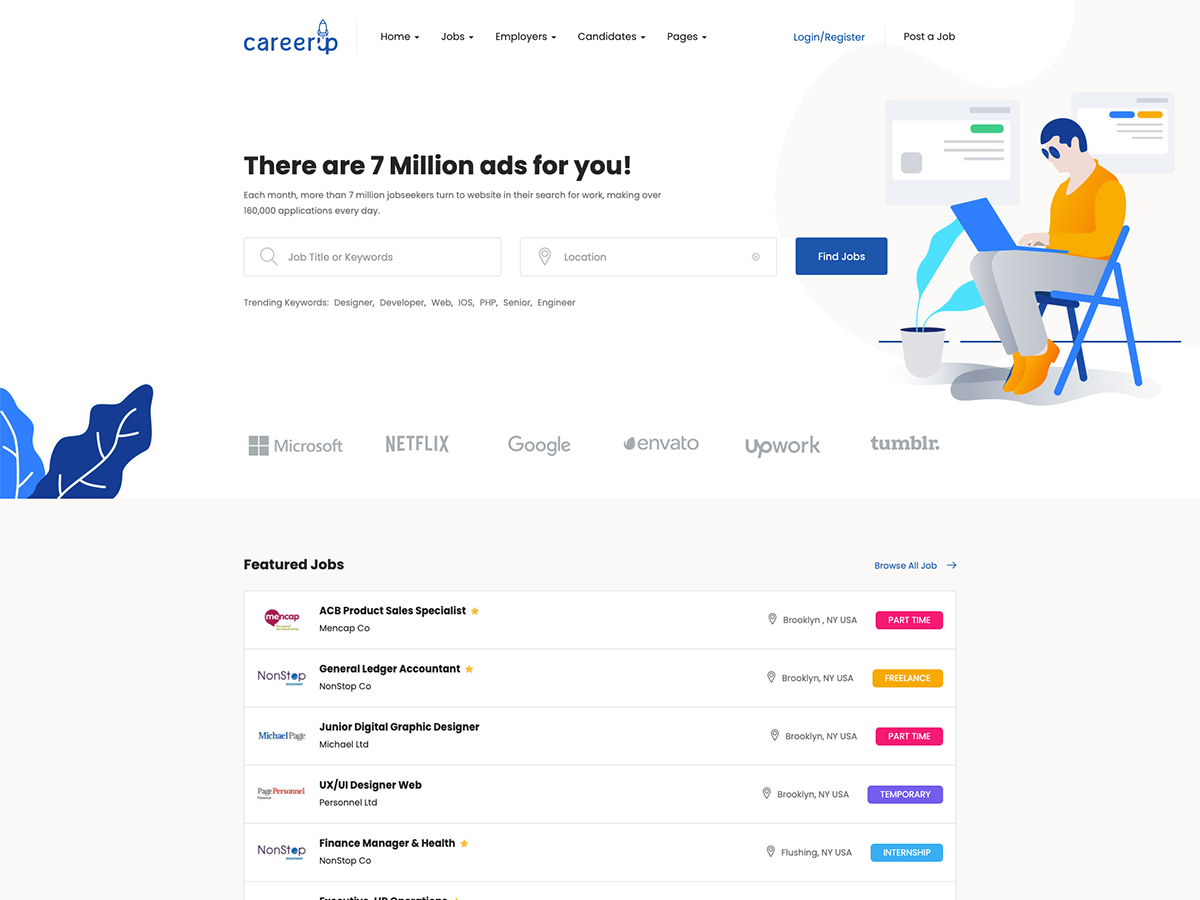 careerup
Home
Jobs
Employers
Candidates
Pages
Login/Register
Post a Job
There are 7 Million ads for you!
Each month, more than 7 million jobseekers turn to website in their search for work, making over
160,000 applications every day.
Job Title or Keywords
Location
Find Jobs
Trending Keywords: Designer, Developer, Web, IOS, PHP, Senior, Engineer
Microsoft
NETFLIX
Google
envato
upwork
tumblr.
Featured Jobs
Browse All Job
mencap
ACB Product Sales Specialist
Mencap Co
Brooklyn , NY USA
PART TIME
NonStop
General Ledger Accountant
NonStop Co
Brooklyn, NY USA
FREELANCE
Michael Page
Junior Digital Graphic Designer
Michael Ltd
Brooklyn, NY USA
PART TIME
Page Personnel
Finance
UX/UI Designer Web
Personnel Ltd
Brooklyn, NY USA
TEMPORARY
NonStop
Finance Manager & Health
NonStop Co
Flushing, NY USA
INTERNSHIP